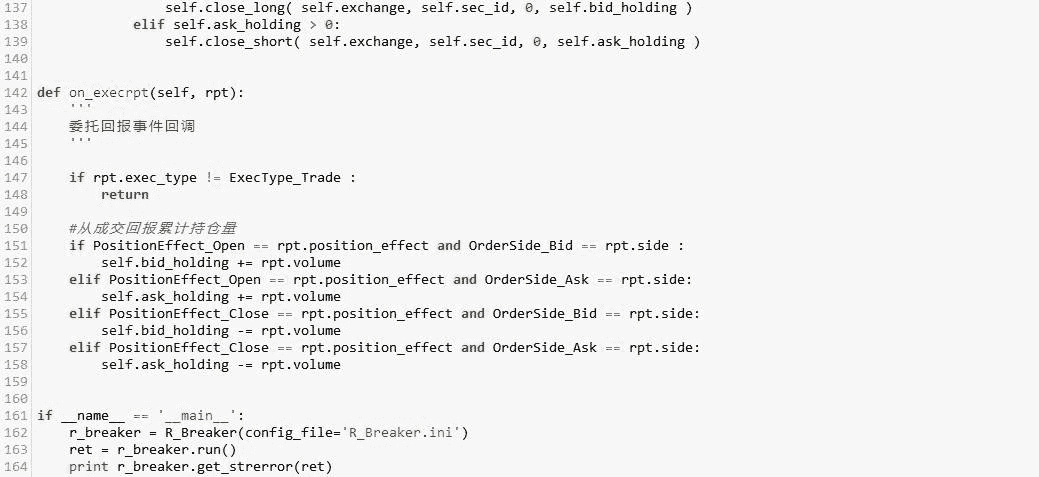 137 self.close_long( self.exchange, self.sec_id, 0, self.bid_holding )
138 elif self.ask_holding > 0:
139 self.close_short( self.exchange, self.sec_id, 0, self.ask_holding )
140
141
142 def on_execrpt(self, rpt):
143 '''
144 委托回报事件回调
145 '''
146
147 if rpt.exec_type != ExecType_Trade :
148 return
149
150 #从成交回报累计持仓量
151 if PositionEffect_Open == rpt.position_effect and OrderSide_Bid == rpt.side :
152 self.bid_holding += rpt.volume
153 elif PositionEffect_Open == rpt.position_effect and OrderSide_Ask == rpt.side:
154 self.ask_holding += rpt.volume
155 elif PositionEffect_Close == rpt.position_effect and OrderSide_Bid == rpt.side:
156 self.bid_holding -= rpt.volume
157 elif PositionEffect_Close == rpt.position_effect and OrderSide_Ask == rpt.side:
158 self.ask_holding -= rpt.volume
159
160
161 if __name__ == '__main__':
162 r_breaker = R_Breaker(config_file='R_Breaker.ini')
163 ret = r_breaker.run()
164 print r_breaker.get_strerror(ret)